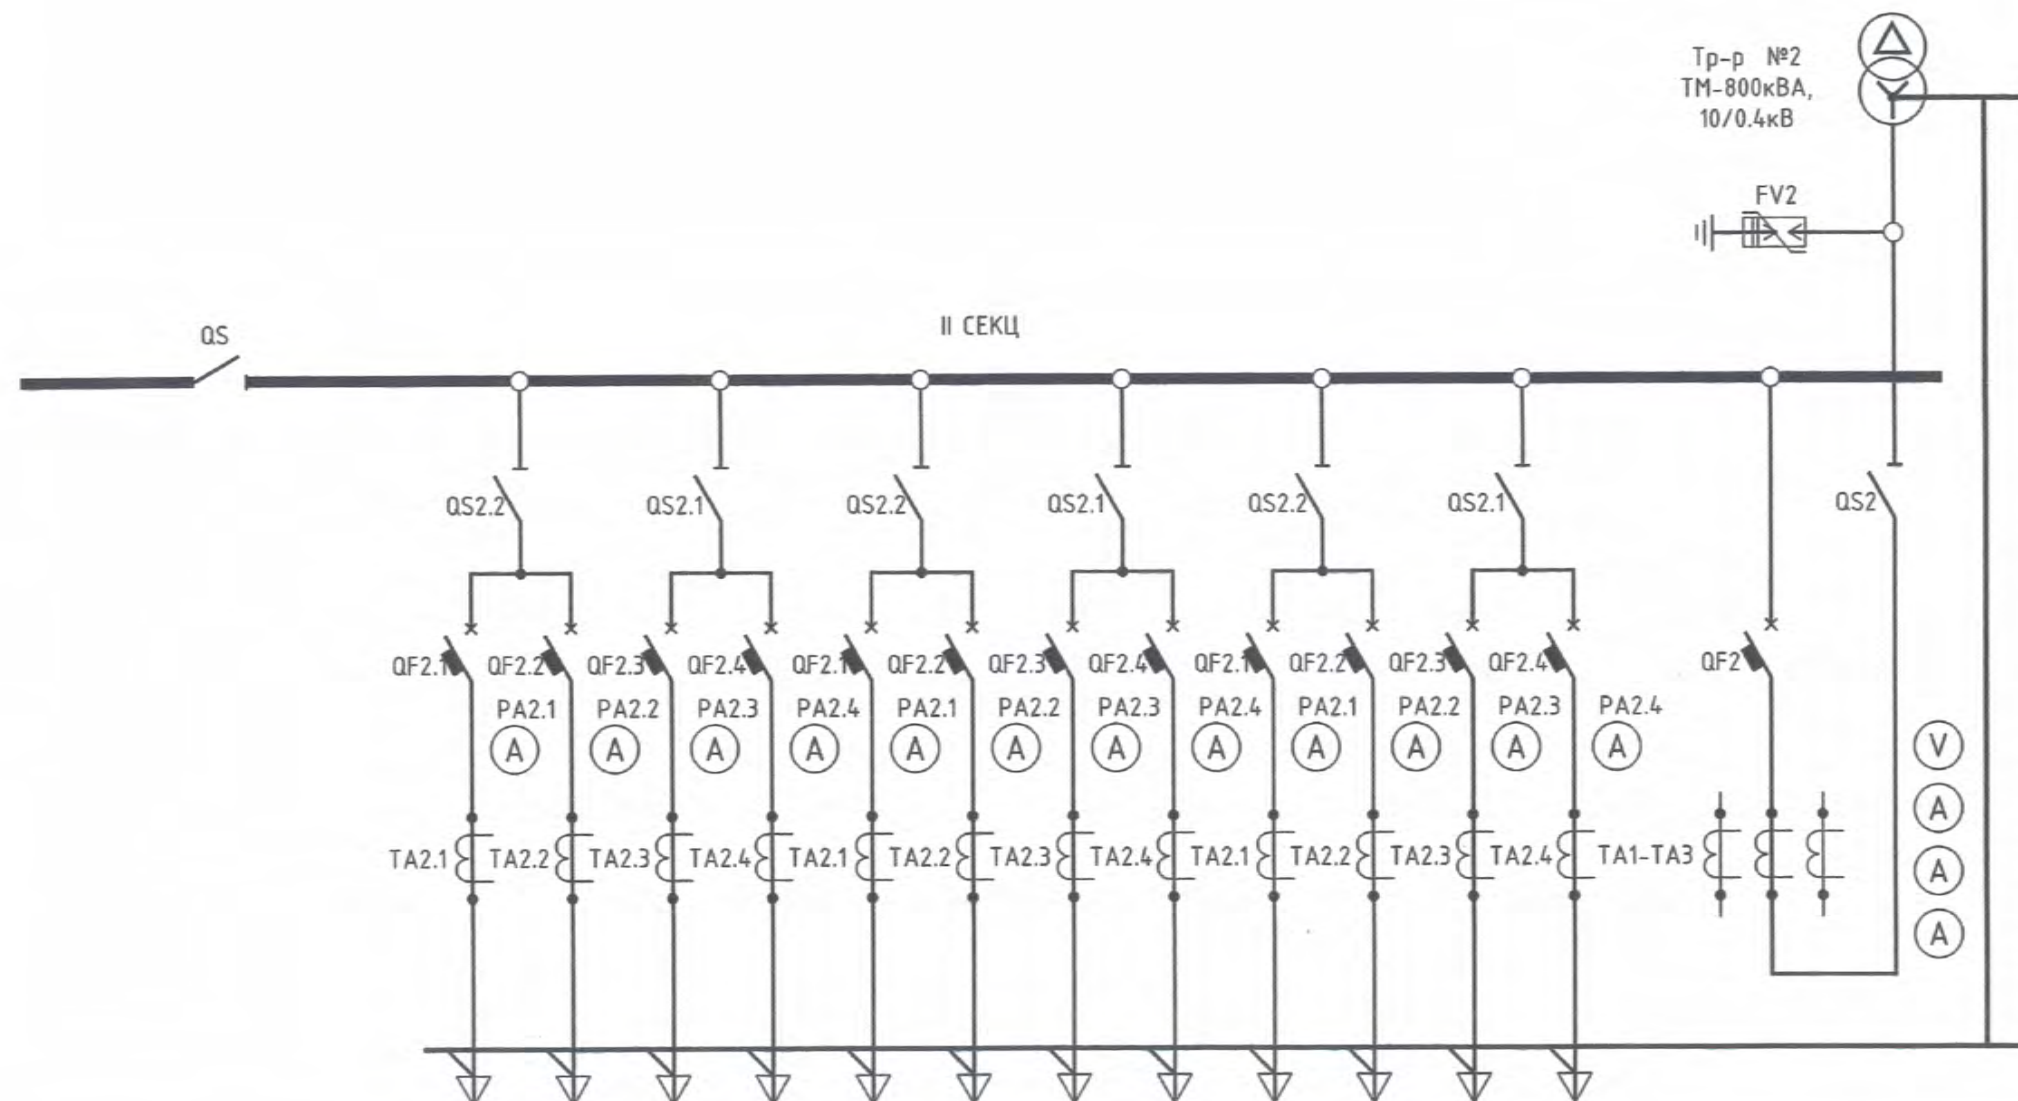 Тр-р №2
ТМ-800кВА,
10/0.4кВ
FV2
QS
II СЕКЦ
QS2.2 QS2.1 QS2.2 QS2.1 QS2.2 QS2.1 QS2
QF2.1 QF2.2 QF2.3 QF2.4 QF2.1 QF2.2 QF2.3 QF2.4 QF2.1 QF2.2 QF2.3 QF2.4 QF2
PA2.1 PA2.2 PA2.3 PA2.4 PA2.1 PA2.2 PA2.3 PA2.4 PA2.1 PA2.2 PA2.3 PA2.4
A A A A A A A A A A A A V
A
TA2.1 TA2.2 TA2.3 TA2.4 TA2.1 TA2.2 TA2.3 TA2.4 TA2.1 TA2.2 TA2.3 TA2.4 TA1-TA3
A
A